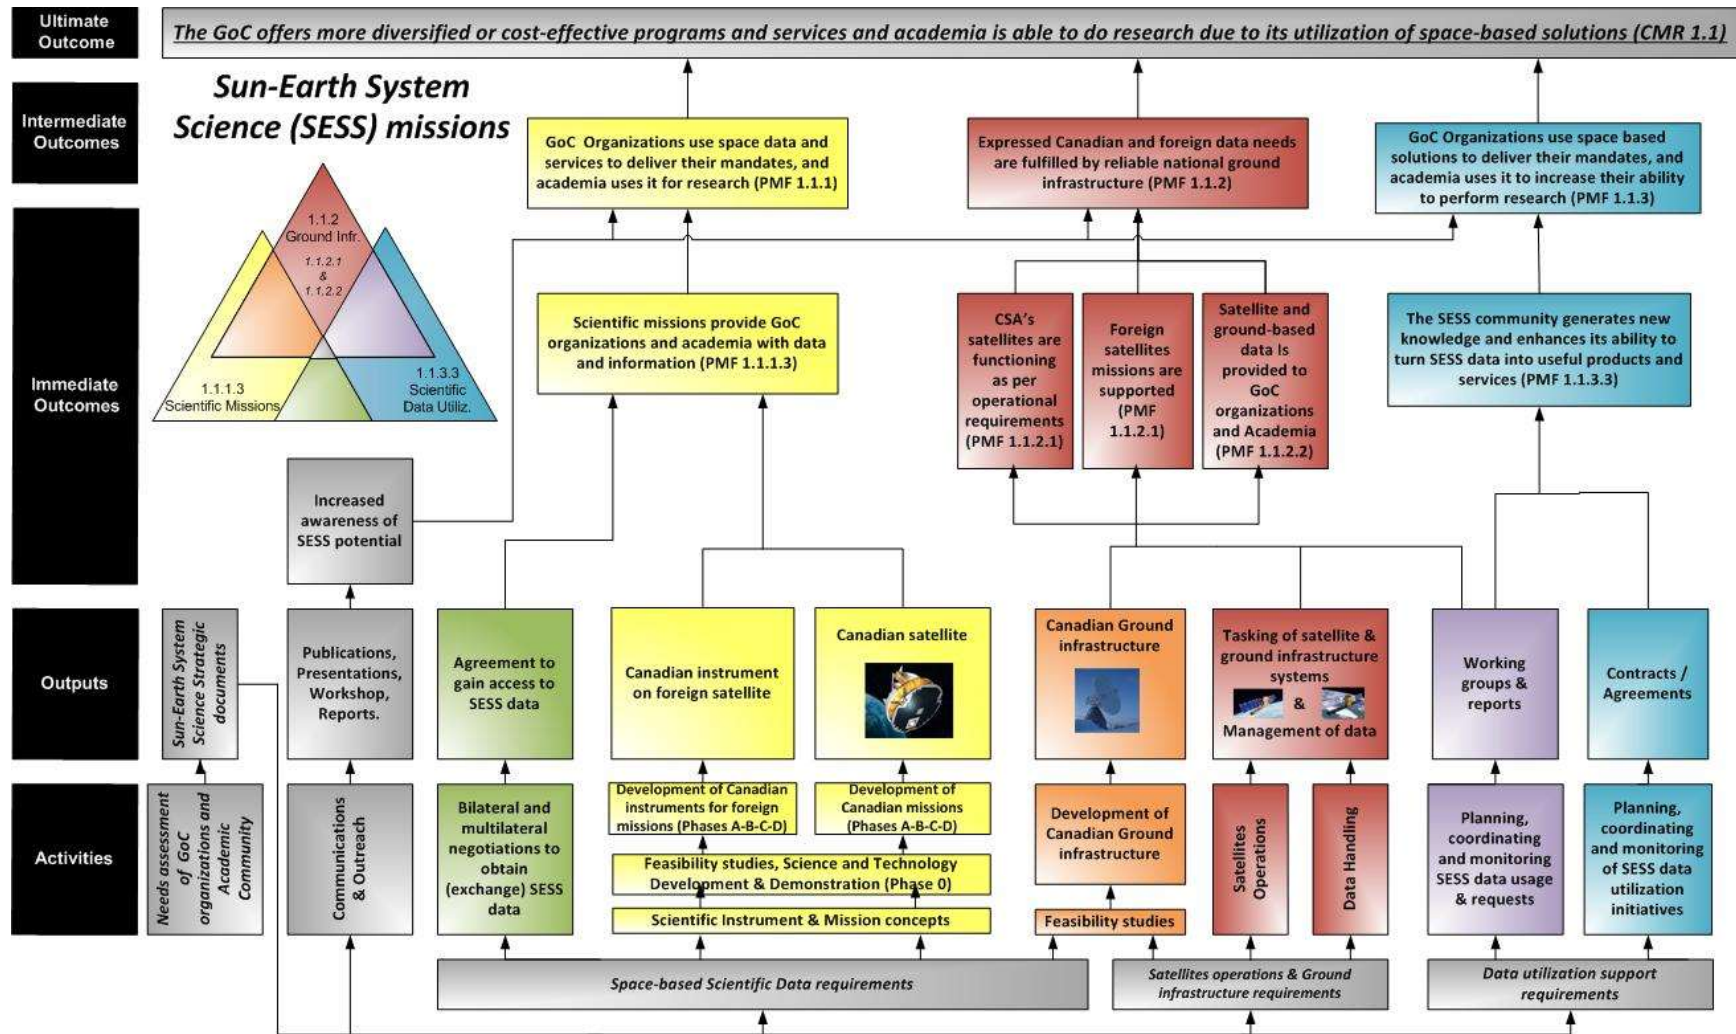 Ultimate
Outcome
The GoC offers more diversified or cost-effective programs and services and academia is able to do research due to its utilization of space-based solutions (CMR 1.1)
Sun-Earth System
Science (SESS) missions
Intermediate
Outcomes
GoC Organizations use space data and
services to deliver their mandates, and
academia uses it for research (PMF 1.1.1)
Expressed Canadian and foreign data needs
are fulfilled by reliable national ground
infrastructure (PMF 1.1.2)
GoC Organizations use space based
solutions to deliver their mandates, and
academia uses it to increase their ability
to perform research (PMF 1.1.3)
1.1.2
Ground Infr.
1.1.2.1
&
1.1.2.2
1.1.1.3
Scientific Missions
1.1.3.3
Scientific
Data Utiliz.
Immediate
Outcomes
Scientific missions provide GoC
organizations and academia with data
and information (PMF 1.1.1.3)
CSA's
satellites are
functioning
as per
operational
requirements
(PMF 1.1.2.1)
Foreign
satellites
missions are
supported
(PMF
1.1.2.1)
Satellite and
ground-based
data Is
provided to
GoC
organizations
and Academia
(PMF 1.1.2.2)
The SESS community generates new
knowledge and enhances its ability to
turn SESS data into useful products and
services (PMF 1.1.3.3)
Increased
awareness of
SESS potential
Outputs
Sun-Earth System
Science Strategic
documents
Publications,
Presentations,
Workshop,
Reports.
Agreement to
gain access to
SESS data
Canadian instrument
on foreign satellite
Canadian satellite
Canadian Ground
infrastructure
Tasking of satellite &
ground infrastructure
systems
&
Management of data
Working
groups &
reports
Contracts /
Agreements
Activities
Needs assessment
of GoC
organizations and
Academic
Community
Communications
& Outreach
Bilateral and
multilateral
negotiations to
obtain
(exchange) SESS
data
Development of Canadian
instruments for foreign
missions (Phases A-B-C-D)
Development of
Canadian missions
(Phases A-B-C-D)
Feasibility studies, Science and Technology
Development & Demonstration (Phase 0)
Scientific Instrument & Mission concepts
Development of
Canadian Ground
infrastructure
Feasibility studies
Satellites
Operations
Data Handling
Planning,
coordinating
and monitoring
SESS data usage
& requests
Planning,
coordinating
and monitoring
of SESS data
utilization
initiatives
Space-based Scientific Data requirements
Satellites operations & Ground
infrastructure requirements
Data utilization support
requirements